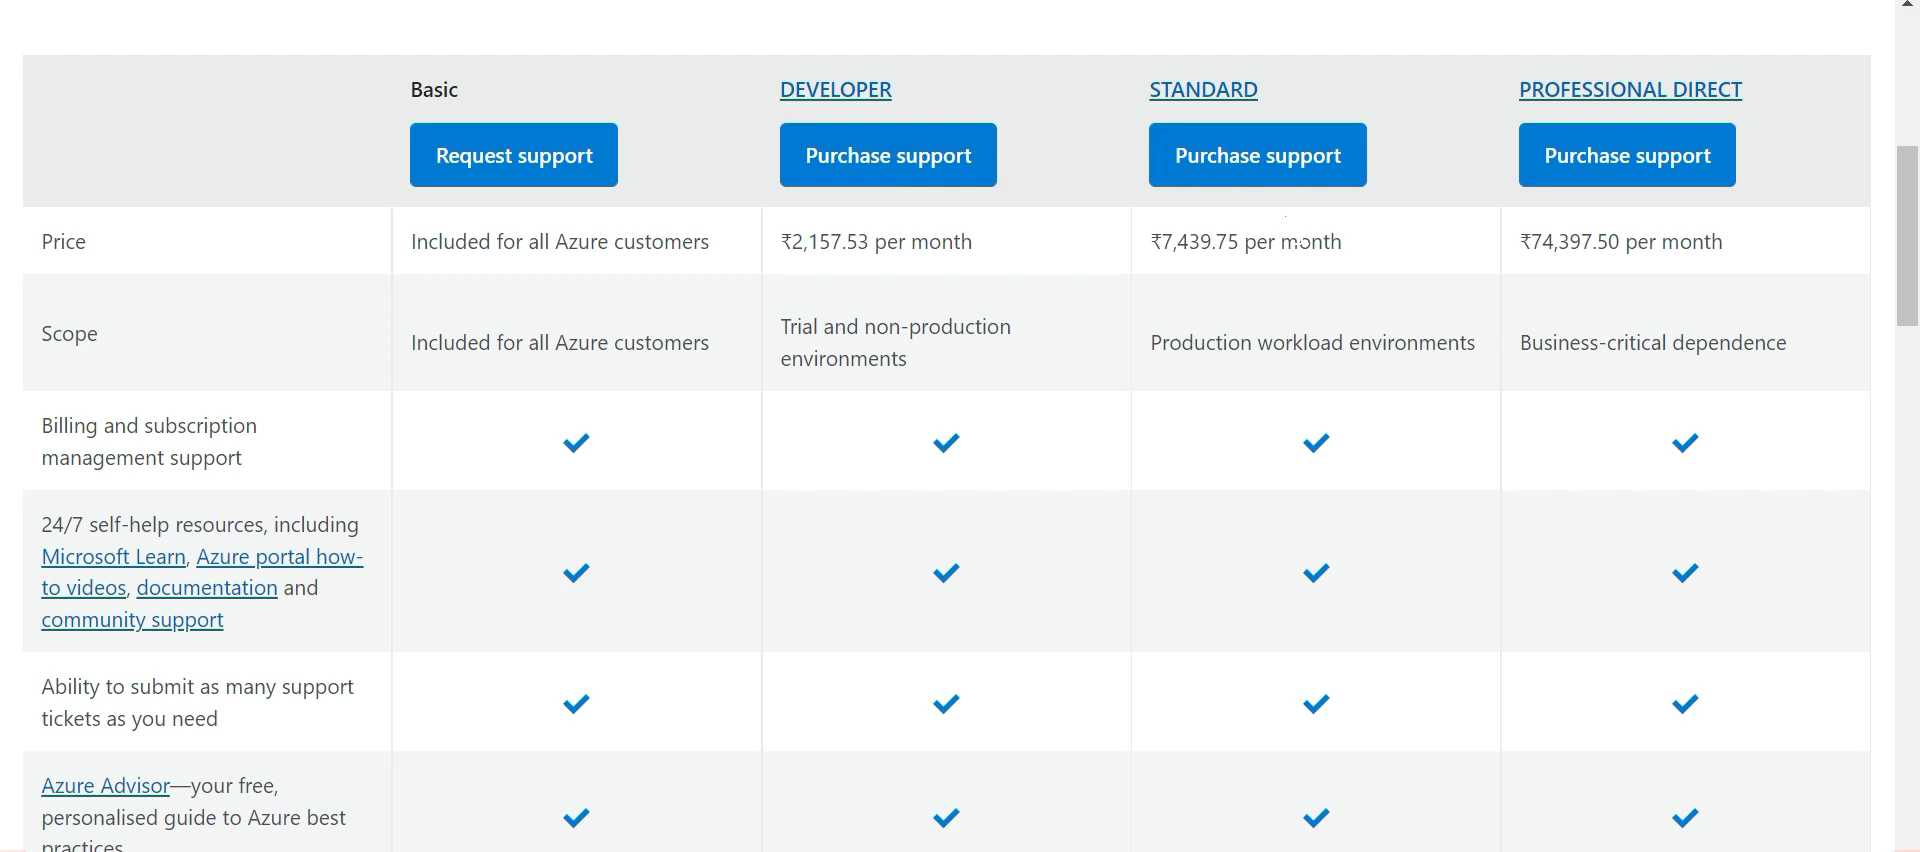 Basic
DEVELOPER
STANDARD
PROFESSIONAL DIRECT
Request support
Purchase support
Purchase support
Purchase support
Price
Included for all Azure customers
₹2,157.53 per month
₹7,439.75 per month
₹74,397.50 per month
Scope
Included for all Azure customers
Trial and non-production
environments
Production workload environments
Business-critical dependence
Billing and subscription
management support
24/7 self-help resources, including
Microsoft Learn, Azure portal how-
to videos, documentation and
community support
Ability to submit as many support
tickets as you need
Azure Advisor—your free,
personalised guide to Azure best
practices